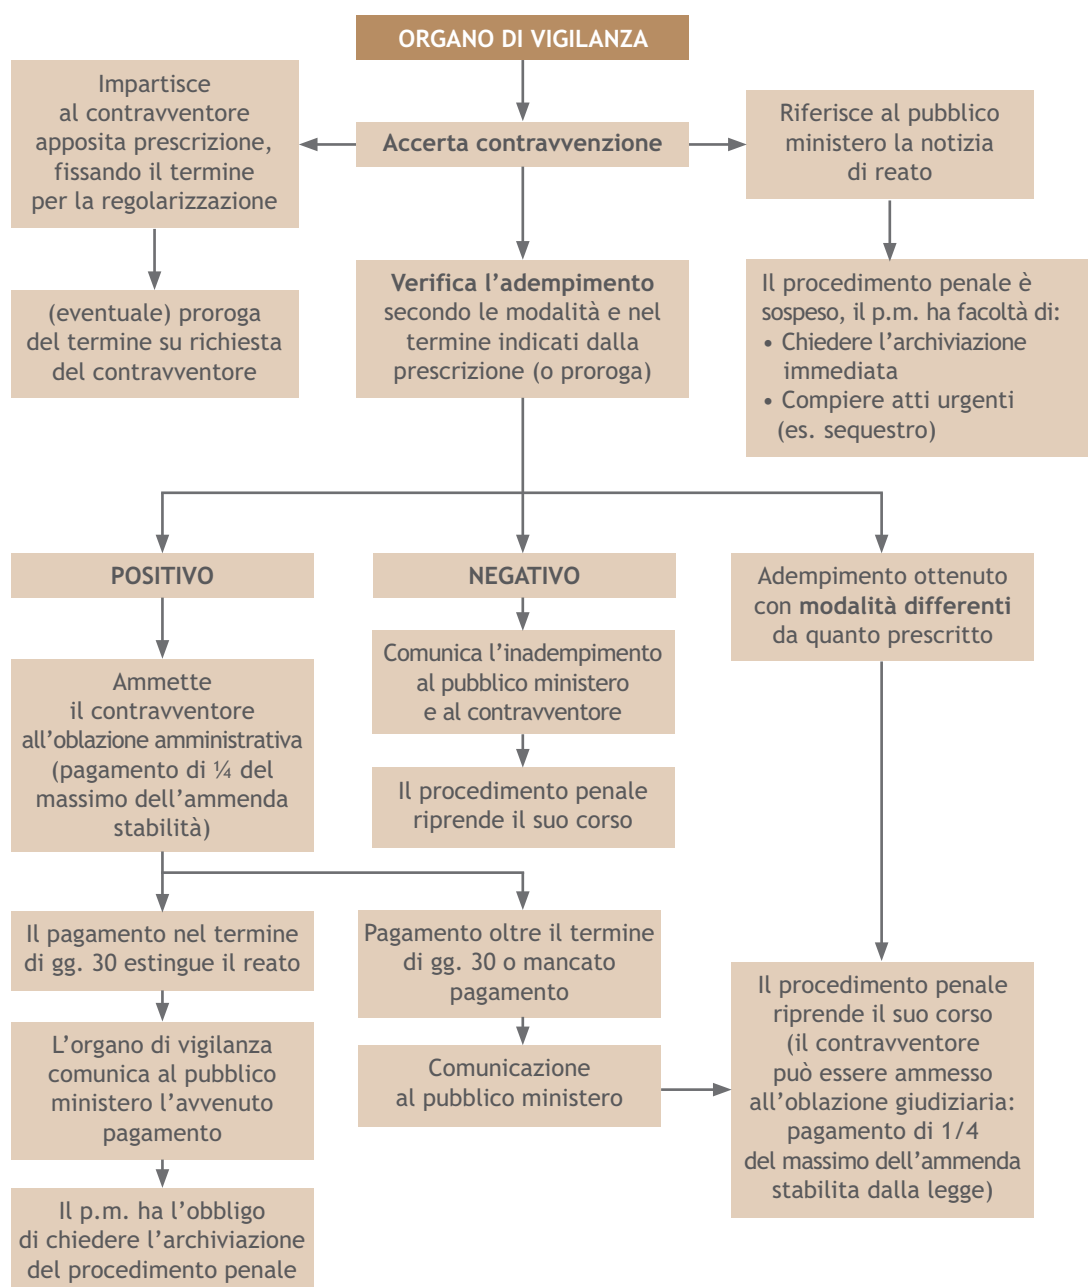 ORGANO DI VIGILANZA
Impartisce
al contravventore
apposita prescrizione,
fissando il termine
per la regolarizzazione
Accerta contravvenzione
Riferisce al pubblico
ministero la notizia
di reato
(eventuale) proroga
del termine su richiesta
del contravventore
Verifica l’adempimento
secondo le modalità e nel
termine indicati dalla
prescrizione (o proroga)
Il procedimento penale è
sospeso, il p.m. ha facoltà di:
• Chiedere l’archiviazione
immediata
• Compiere atti urgenti
(es. sequestro)
POSITIVO
NEGATIVO
Adempimento ottenuto
con modalità differenti
da quanto prescritto
Ammette
il contravventore
all’oblazione amministrativa
(pagamento di ¼ del
massimo dell’ammenda
stabilità)
Comunica l’inadempimento
al pubblico ministero
e al contravventore
Il procedimento penale
riprende il suo corso
Il pagamento nel termine
di gg. 30 estingue il reato
Pagamento oltre il termine
di gg. 30 o mancato
pagamento
L’organo di vigilanza
comunica al pubblico
ministero l’avvenuto
pagamento
Comunicazione
al pubblico ministero
Il procedimento penale
riprende il suo corso
(il contravventore
può essere ammesso
all’oblazione giudiziaria:
pagamento di 1/4
del massimo dell’ammenda
stabilita dalla legge)
Il p.m. ha l’obbligo
di chiedere l’archiviazione
del procedimento penale